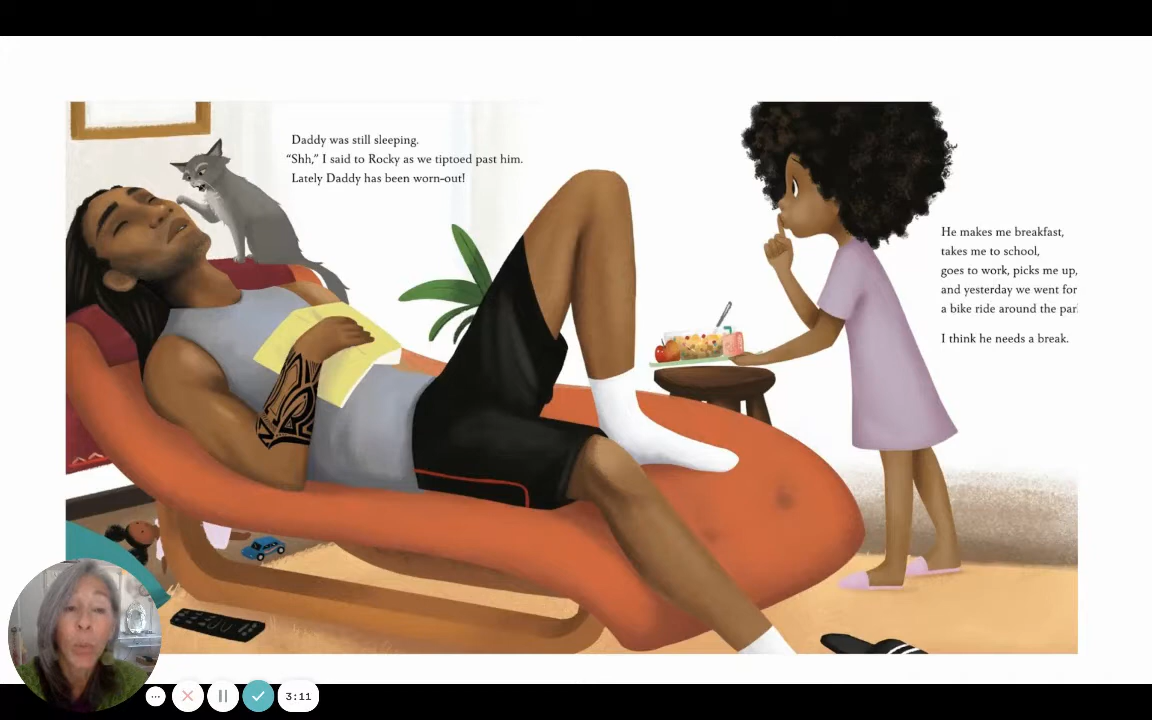 Daddy was still sleeping.
“Shh,” I said to Rocky as we tiptoed past him.
Lately Daddy has been worn-out!
He makes me breakfast,
takes me to school,
goes to work, picks me up,
and yesterday we went for
a bike ride around the par
I think he needs a break.
3:11